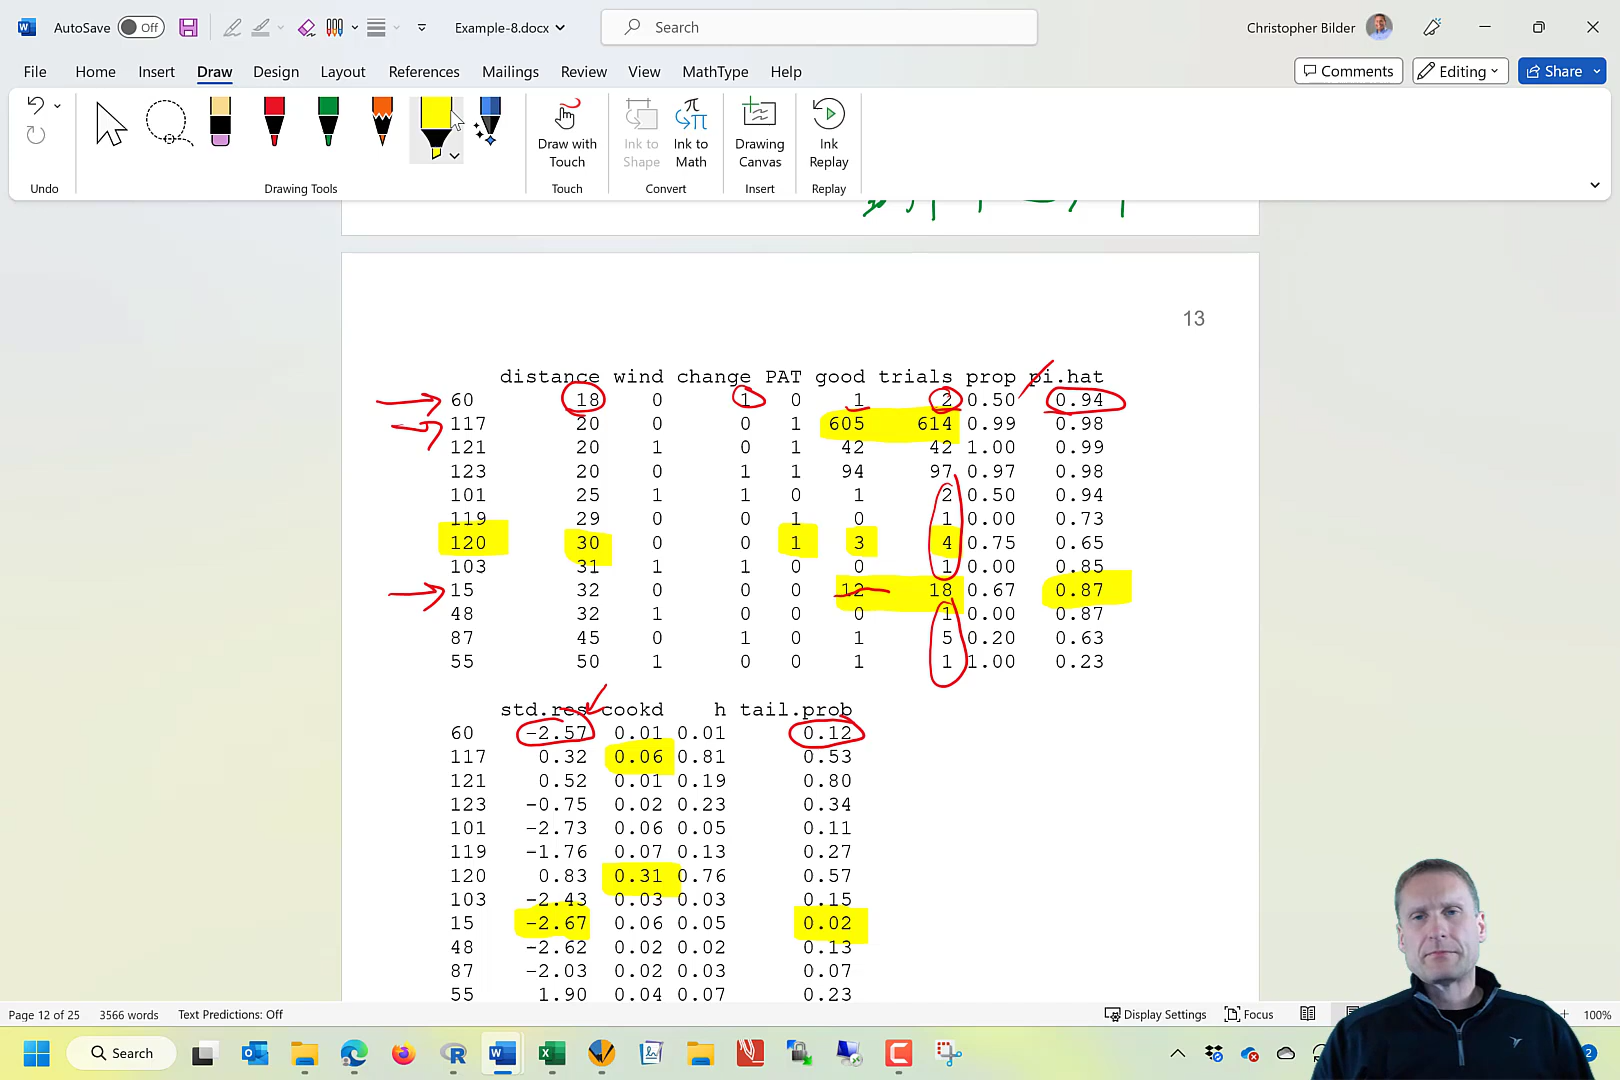 AutoSave Off Example-8.docx Search Christopher Bilder
File Home Insert Draw Design Layout References Mailings Review View MathType Help Comments Editing Share
Draw with Touch
Ink to Shape
Ink to Math
Drawing Canvas
Ink Replay
Undo Drawing Tools Touch Convert Insert Replay
13
distance wind change PAT good trials prop pi.hat
60 18 0 1 0 1 2 0.50 0.94
117 20 0 0 1 605 614 0.99 0.98
121 20 1 0 1 42 42 1.00 0.99
123 20 0 1 1 94 97 0.97 0.98
101 25 1 1 0 1 2 0.50 0.94
119 29 0 0 1 0 1 0.00 0.73
120 30 0 0 1 3 4 0.75 0.65
103 31 1 1 0 0 1 0.00 0.85
15 32 0 0 0 12 18 0.67 0.87
48 32 1 0 0 0 1 0.00 0.87
87 45 0 1 0 1 5 0.20 0.63
55 50 1 0 0 1 1 1.00 0.23
std.res cookd h tail.prob
60 -2.57 0.01 0.01 0.12
117 0.32 0.06 0.81 0.53
121 0.52 0.01 0.19 0.80
123 -0.75 0.02 0.23 0.34
101 -2.73 0.06 0.05 0.11
119 -1.76 0.07 0.13 0.27
120 0.83 0.31 0.76 0.57
103 -2.43 0.03 0.03 0.15
15 -2.67 0.06 0.05 0.02
48 -2.62 0.02 0.02 0.13
87 -2.03 0.02 0.03 0.07
55 1.90 0.04 0.07 0.23
Page 12 of 25 3566 words Text Predictions: Off Display Settings Focus 100%
Search 2